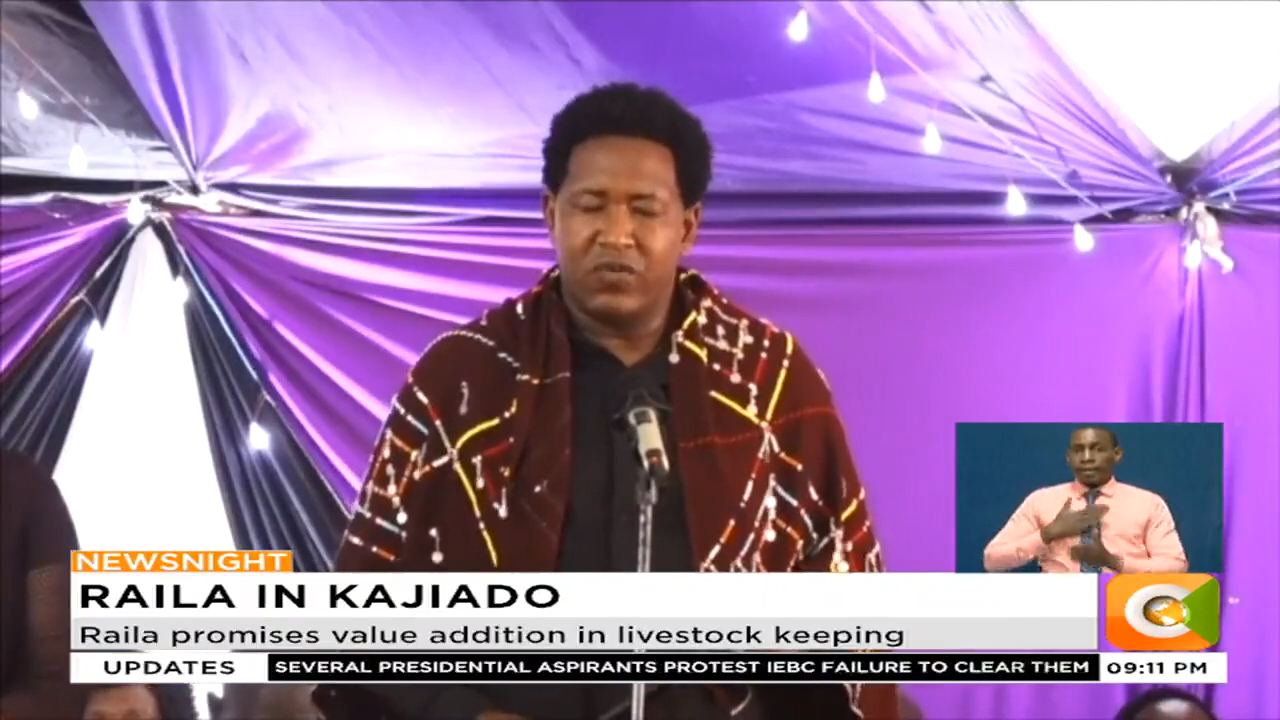 NEWSNIGHT
RAILA IN KAJIADO
Raila promises value addition in livestock keeping
UPDATES SEVERAL PRESIDENTIAL ASPIRANTS PROTEST IEBC FAILURE TO CLEAR THEM 09:11 PM